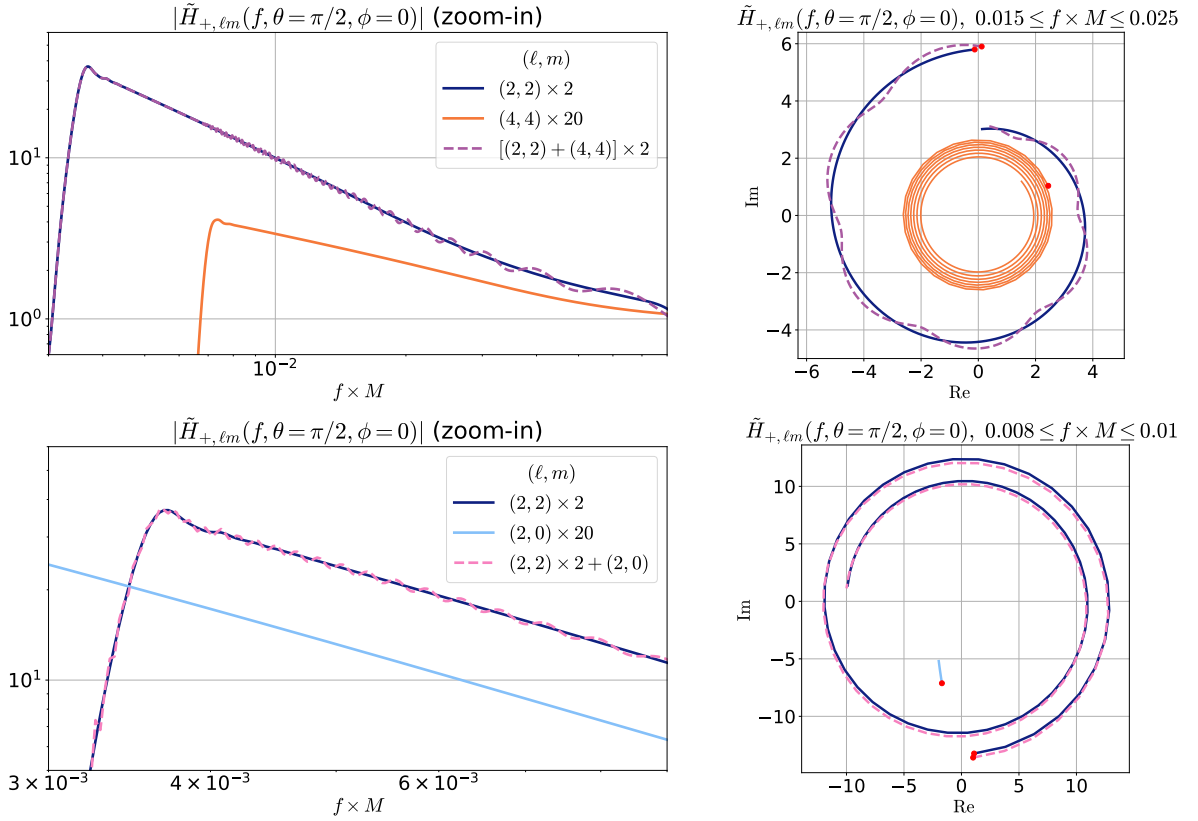 |H̃₊,ℓm(f, θ = π/2, ϕ = 0)| (zoom-in)
10¹
10⁰
10⁻²
f × M
(ℓ, m)
(2, 2) × 2
(4, 4) × 20
[(2, 2) + (4, 4)] × 2
H̃₊,ℓm(f, θ = π/2, ϕ = 0), 0.015 ≤ f × M ≤ 0.025
6
4
2
0
−2
−4
Im
−6 −4 −2 0 2 4
Re
|H̃₊,ℓm(f, θ = π/2, ϕ = 0)| (zoom-in)
10¹
3 × 10⁻³ 4 × 10⁻³ 6 × 10⁻³
f × M
(ℓ, m)
(2, 2) × 2
(2, 0) × 20
(2, 2) × 2 + (2, 0)
H̃₊,ℓm(f, θ = π/2, ϕ = 0), 0.008 ≤ f × M ≤ 0.01
10
5
0
−5
−10
Im
−10 −5 0 5 10
Re